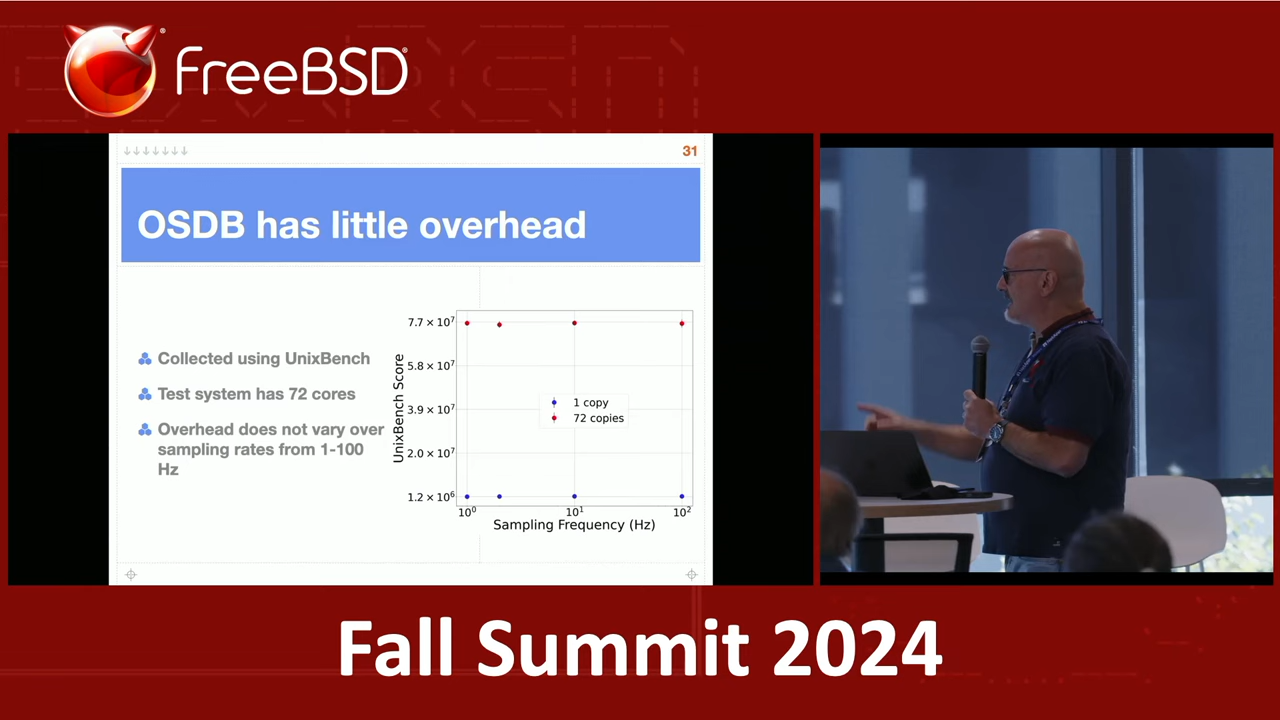 FreeBSD®
↓↓↓↓↓↓↓
31
OSDB has little overhead
Collected using UnixBench
Test system has 72 cores
Overhead does not vary over
sampling rates from 1-100
Hz
UnixBench Score
7.7 × 10⁷
5.8 × 10⁷
3.9 × 10⁷
2.0 × 10⁷
1.2 × 10⁶
1 copy
72 copies
10⁰
10¹
10²
Sampling Frequency (Hz)
Fall Summit 2024